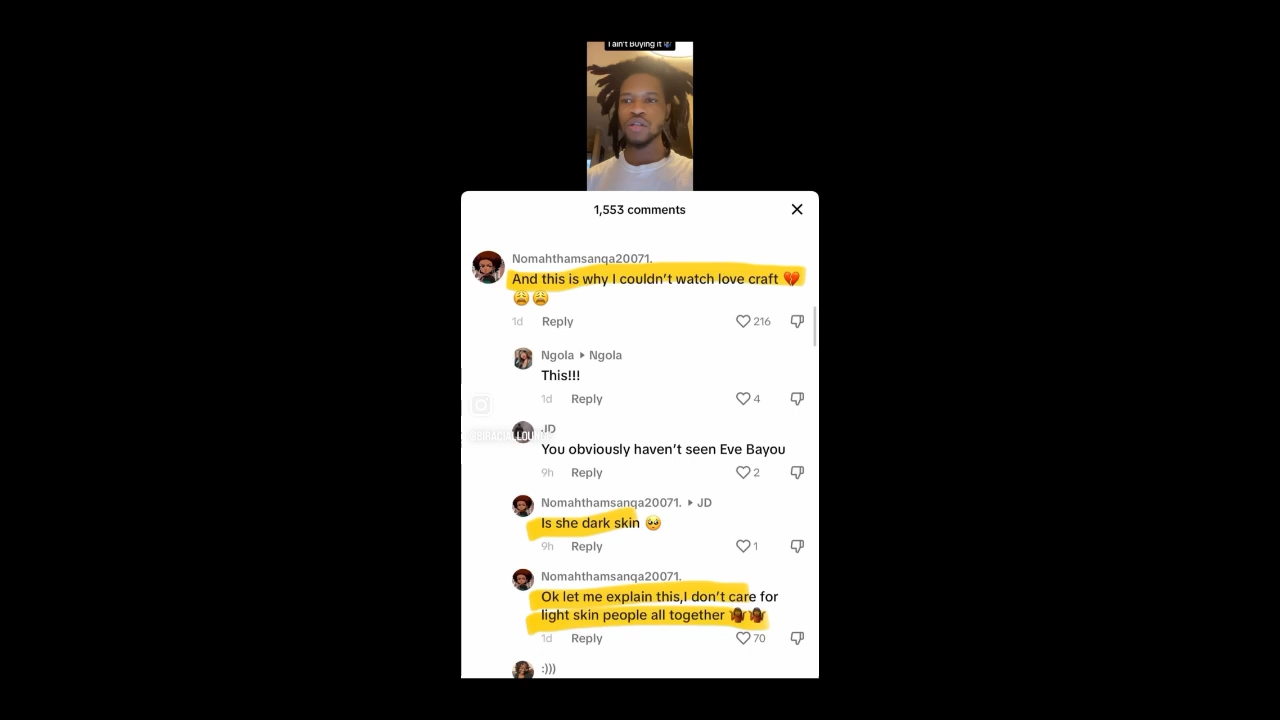 I ain't Buying it
1,553 comments
Nomahthamsanqa20071.
And this is why I couldn't watch love craft 💔
😩 😩
1d Reply 216
Ngola ▸ Ngola
This!!!
1d Reply 4
JD
You obviously haven't seen Eve Bayou
9h Reply 2
Nomahthamsanqa20071. ▸ JD
Is she dark skin 🥺
9h Reply 1
Nomahthamsanqa20071.
Ok let me explain this,I don't care for
light skin people all together 🤷🏿‍♀️🤷🏿‍♀️
1d Reply 70
:)))